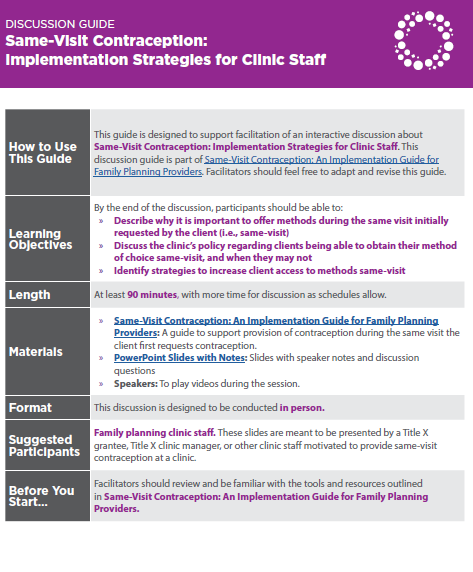 DISCUSSION GUIDE
Same-Visit Contraception:
Implementation Strategies for Clinic Staff
How to Use
This Guide
This guide is designed to support facilitation of an interactive discussion about
Same-Visit Contraception: Implementation Strategies for Clinic Staff. This
discussion guide is part of Same-Visit Contraception: An Implementation Guide for
Family Planning Providers. Facilitators should feel free to adapt and revise this guide.
Learning
Objectives
By the end of the discussion, participants should be able to:
» Describe why it is important to offer methods during the same visit initially
requested by the client (i.e., same-visit)
» Discuss the clinic's policy regarding clients being able to obtain their method
of choice same-visit, and when they may not
» Identify strategies to increase client access to methods same-visit
Length
At least 90 minutes, with more time for discussion as schedules allow.
Materials
» Same-Visit Contraception: An Implementation Guide for Family Planning
Providers: A guide to support provision of contraception during the same visit the
client first requests contraception.
» PowerPoint Slides with Notes: Slides with speaker notes and discussion
questions
» Speakers: To play videos during the session.
Format
This discussion is designed to be conducted in person.
Suggested
Participants
Family planning clinic staff. These slides are meant to be presented by a Title X
grantee, Title X clinic manager, or other clinic staff motivated to provide same-visit
contraception at a clinic.
Before You
Start...
Facilitators should review and be familiar with the tools and resources outlined
in Same-Visit Contraception: An Implementation Guide for Family Planning
Providers.